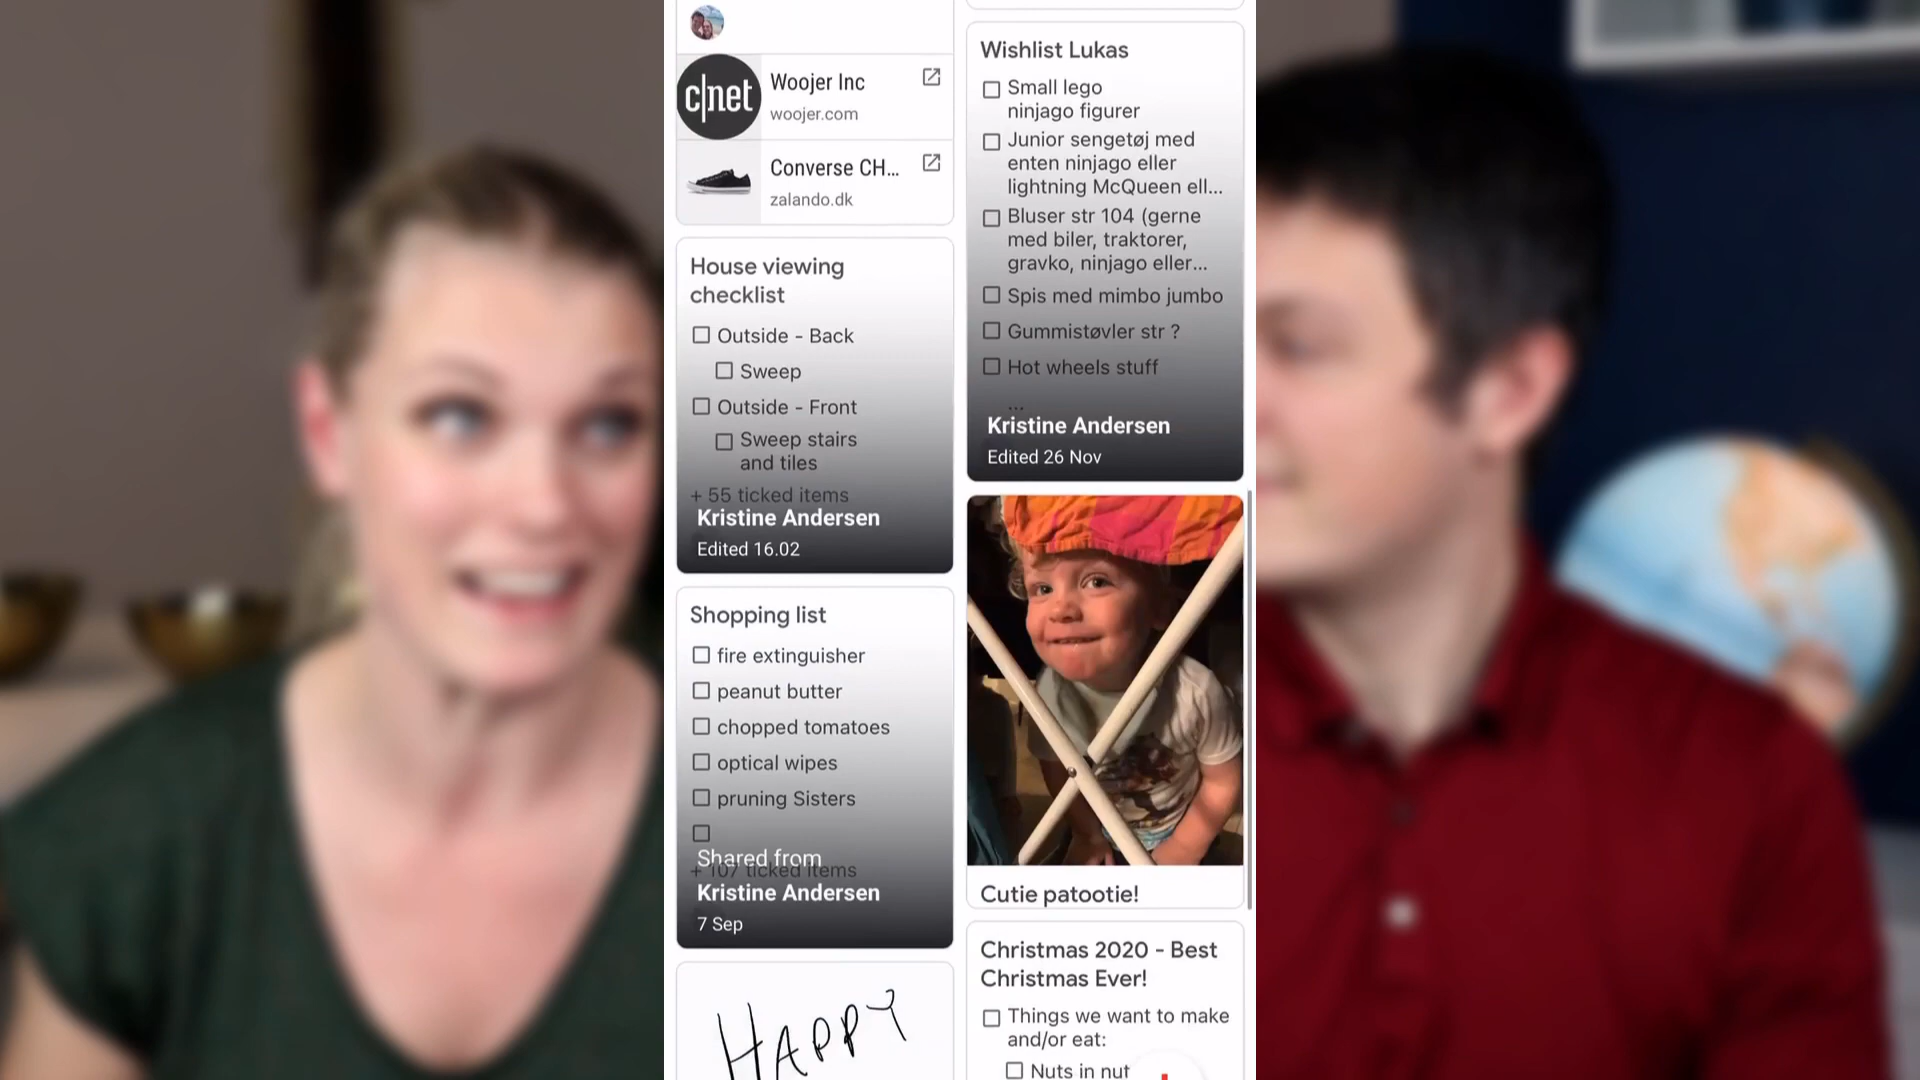 c|net
Woojer Inc
woojer.com
Converse CH...
zalando.dk
House viewing
checklist
Outside - Back
Sweep
Outside - Front
Sweep stairs
and tiles
+ 55 ticked items
Kristine Andersen
Edited 16.02
Shopping list
fire extinguisher
peanut butter
chopped tomatoes
optical wipes
pruning Sisters
Shared from
+ 107 ticked items
Kristine Andersen
7 Sep
HAPPY
Wishlist Lukas
Small lego
ninjago figurer
Junior sengetøj med
enten ninjago eller
lightning McQueen ell...
Bluser str 104 (gerne
med biler, traktorer,
gravko, ninjago eller...
Spis med mimbo jumbo
Gummistøvler str ?
Hot wheels stuff
...
Kristine Andersen
Edited 26 Nov
Cutie patootie!
Christmas 2020 - Best
Christmas Ever!
Things we want to make
and/or eat:
Nuts in nut